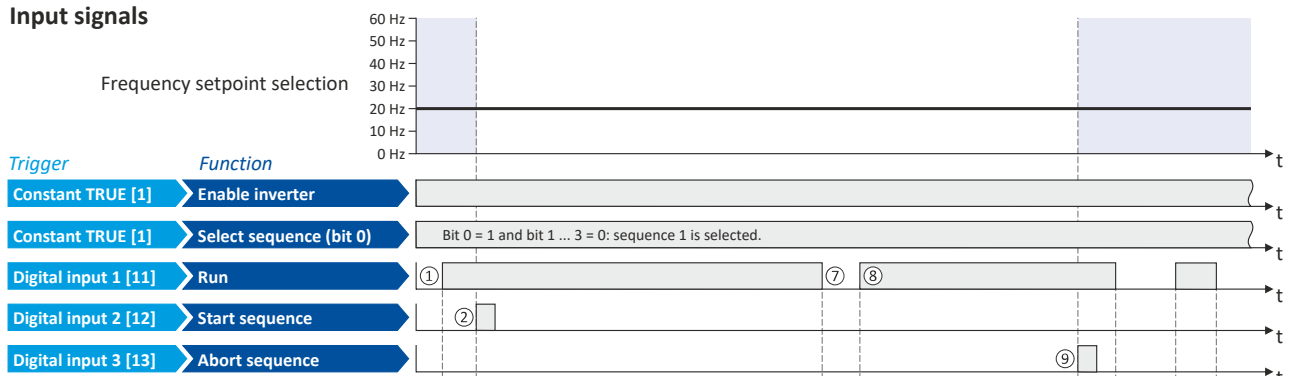 Input signals
60 Hz
50 Hz
40 Hz
Frequency setpoint selection 30 Hz
20 Hz
10 Hz
0 Hz
t
Trigger Function
Constant TRUE [1] Enable inverter
t
Constant TRUE [1] Select sequence (bit 0) Bit 0 = 1 and bit 1 ... 3 = 0: sequence 1 is selected.
t
Digital input 1 [11] Run ① ⑦ ⑧
t
Digital input 2 [12] Start sequence ②
t
Digital input 3 [13] Abort sequence ⑨
t